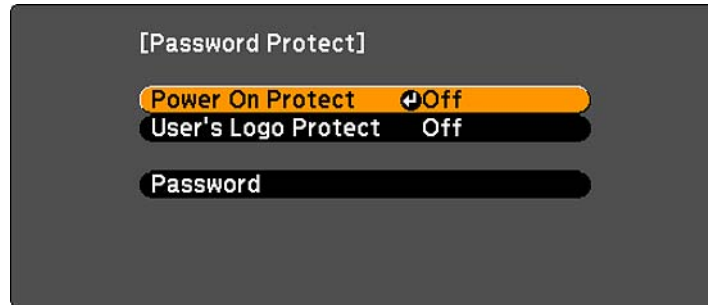 [Password Protect]
Power On Protect Off
User's Logo Protect Off
Password